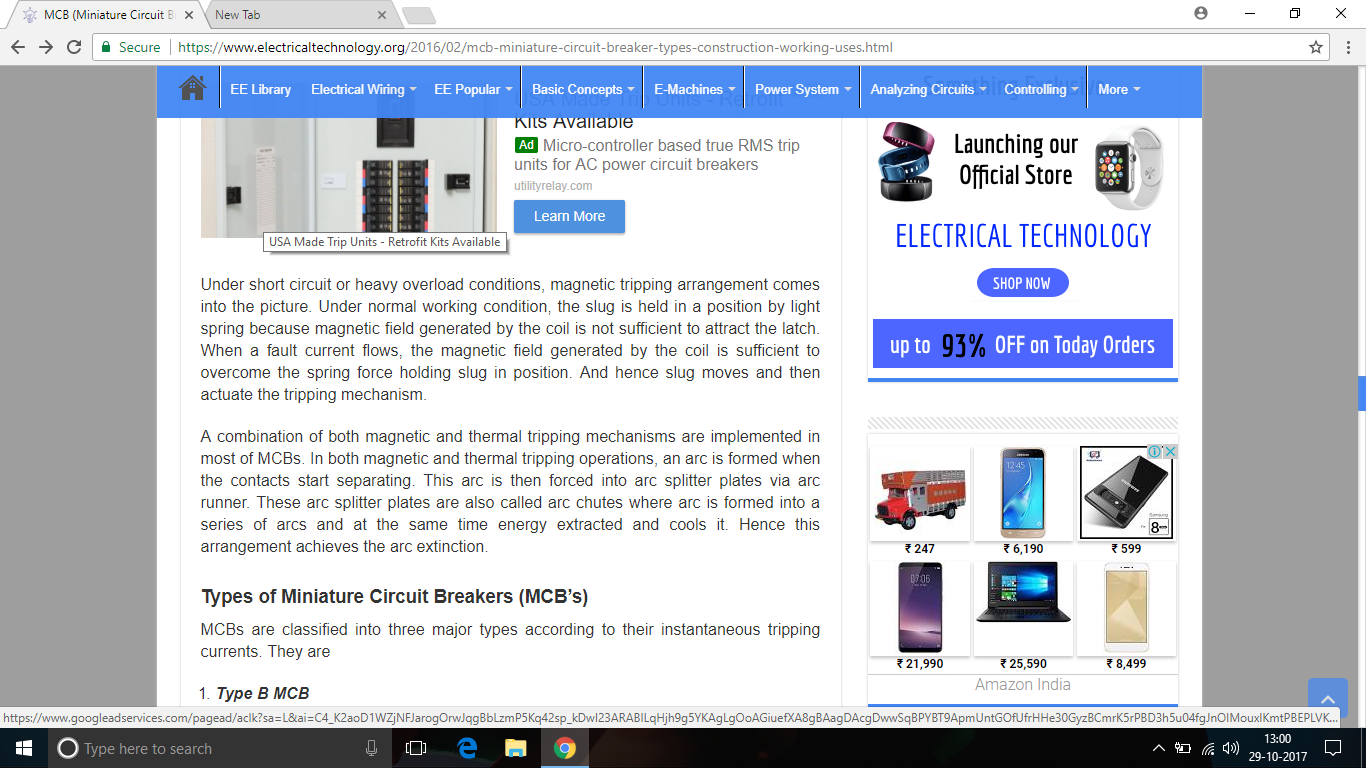 MCB (Miniature Circuit B
New Tab
Secure
https://www.electricaltechnology.org/2016/02/mcb-miniature-circuit-breaker-types-construction-working-uses.html
EE Library
Electrical Wiring
EE Popular
Basic Concepts
E-Machines
Power System
Analyzing Circuits
Controlling
More
USA Made Trip Units - Retrofit
Kits Available
Ad Micro-controller based true RMS trip
units for AC power circuit breakers
utilityrelay.com
Learn More
USA Made Trip Units - Retrofit Kits Available
Under short circuit or heavy overload conditions, magnetic tripping arrangement comes
into the picture. Under normal working condition, the slug is held in a position by light
spring because magnetic field generated by the coil is not sufficient to attract the latch.
When a fault current flows, the magnetic field generated by the coil is sufficient to
overcome the spring force holding slug in position. And hence slug moves and then
actuate the tripping mechanism.
A combination of both magnetic and thermal tripping mechanisms are implemented in
most of MCBs. In both magnetic and thermal tripping operations, an arc is formed when
the contacts start separating. This arc is then forced into arc splitter plates via arc
runner. These arc splitter plates are also called arc chutes where arc is formed into a
series of arcs and at the same time energy extracted and cools it. Hence this
arrangement achieves the arc extinction.
Types of Miniature Circuit Breakers (MCB’s)
MCBs are classified into three major types according to their instantaneous tripping
currents. They are
1. Type B MCB
Something Exclusive
Launching our
Official Store
ELECTRICAL TECHNOLOGY
SHOP NOW
up to 93% OFF on Today Orders
12:45
Samsung
8
₹ 247
₹ 6,190
₹ 599
07:06
₹ 21,990
₹ 25,590
₹ 8,499
Amazon India
Type here to search
13:00
29-10-2017